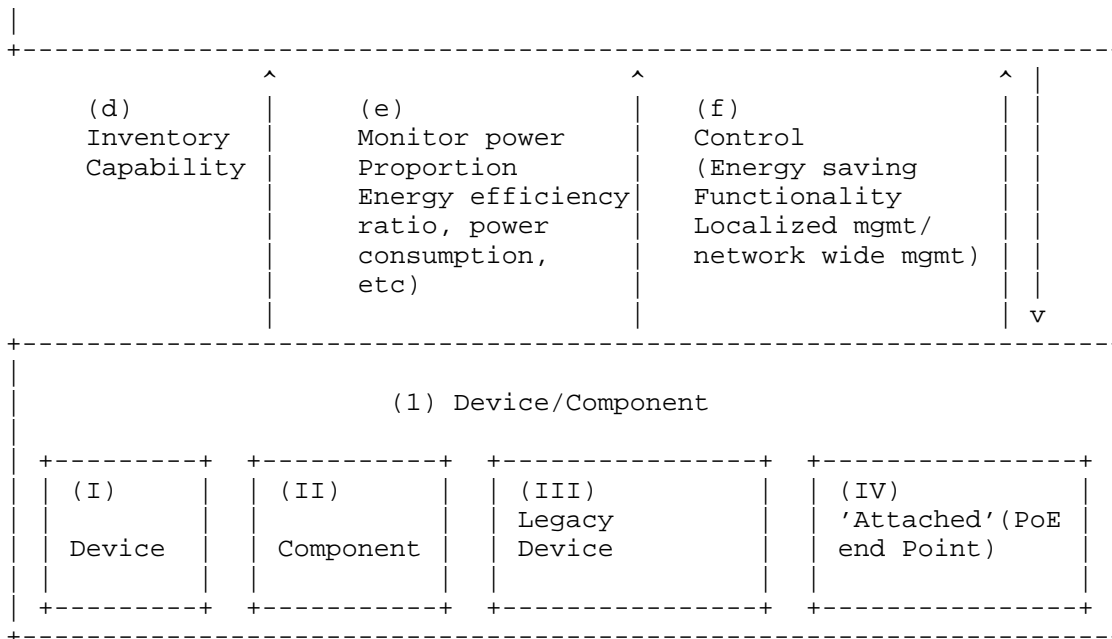 (d) (e) (f)
Inventory Monitor power Control
Capability Proportion (Energy saving
Energy efficiency Functionality
ratio, power Localized mgmt/
consumption, network wide mgmt)
etc)
v
(1) Device/Component
(I) (II) (III) (IV)
Legacy 'Attached'(PoE
Device Component Device end Point)